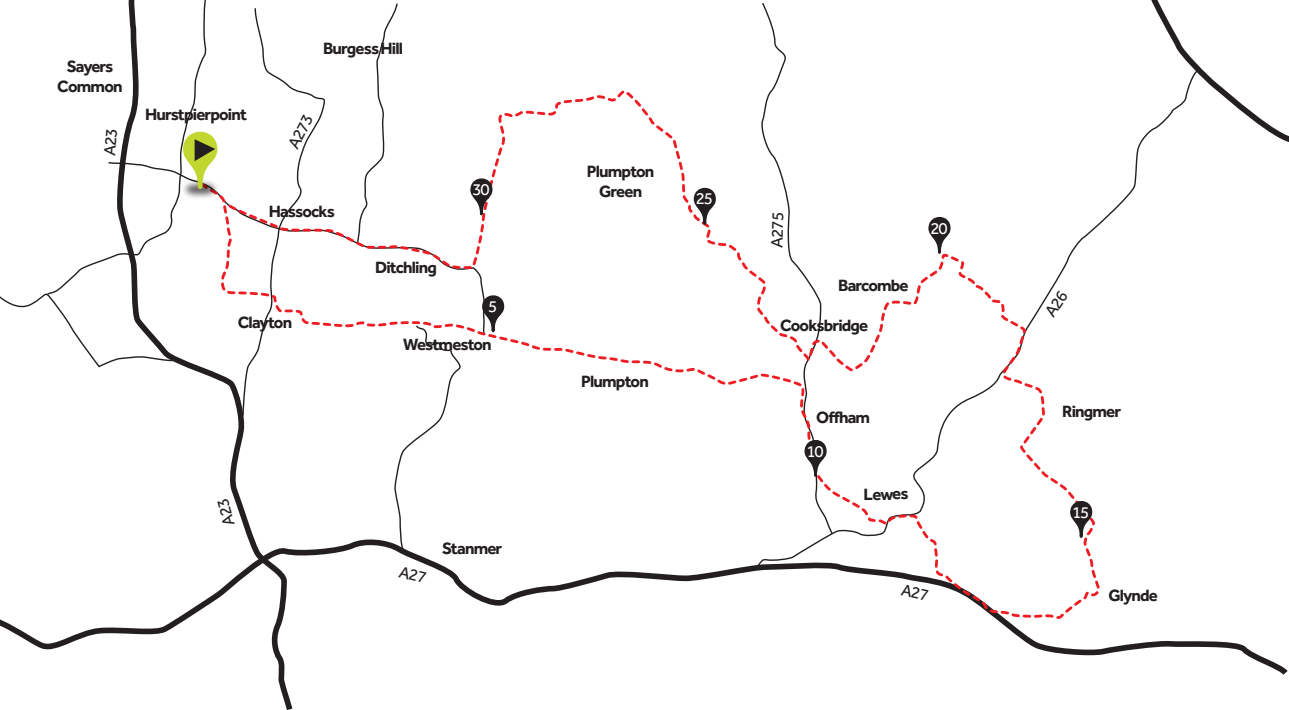 Burgess Hill
Sayers
Common
Hurstpierpoint
A23
A273
Plumpton
Green
30
25
Hassocks
A275
20
Ditchling
Barcombe
5
A26
Clayton
Cooksbridge
Westmeston
Plumpton
Offham
Ringmer
10
Lewes
A23
15
Stanmer
A27
A27
Glynde